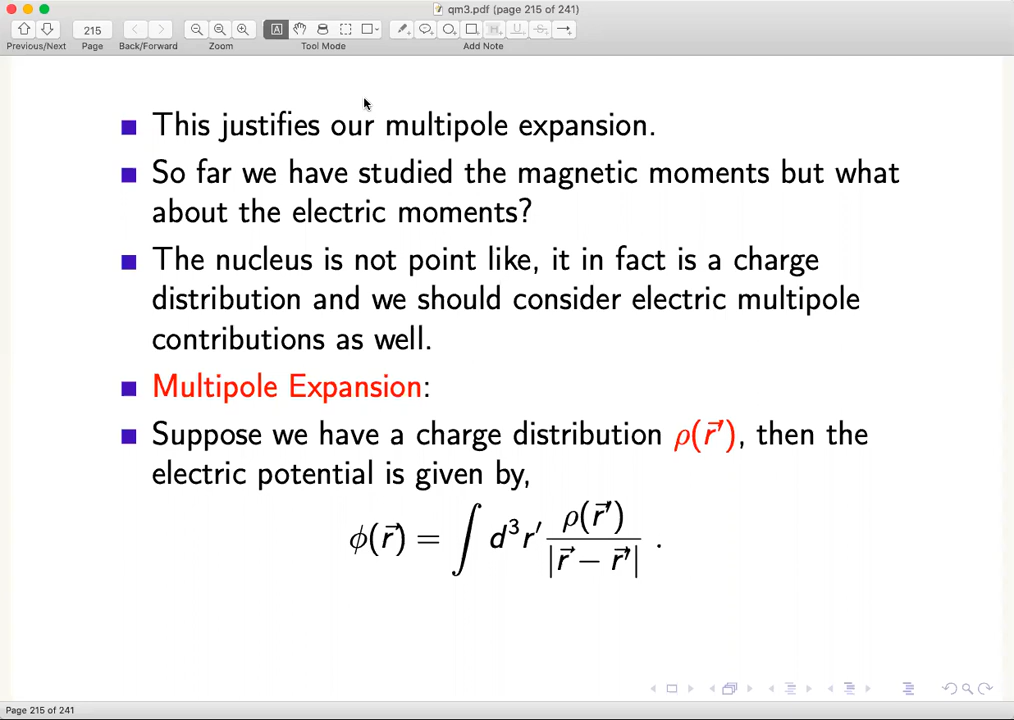 qm3.pdf (page 215 of 241)
215
Previous/Next Page Back/Forward Zoom Tool Mode Add Note
This justifies our multipole expansion.
So far we have studied the magnetic moments but what
about the electric moments?
The nucleus is not point like, it in fact is a charge
distribution and we should consider electric multipole
contributions as well.
Multipole Expansion:
Suppose we have a charge distribution ρ(r⃗′), then the
electric potential is given by,
ϕ(r⃗) = ∫ d³r′ ρ(r⃗′) / |r⃗ − r⃗′| .
Page 215 of 241